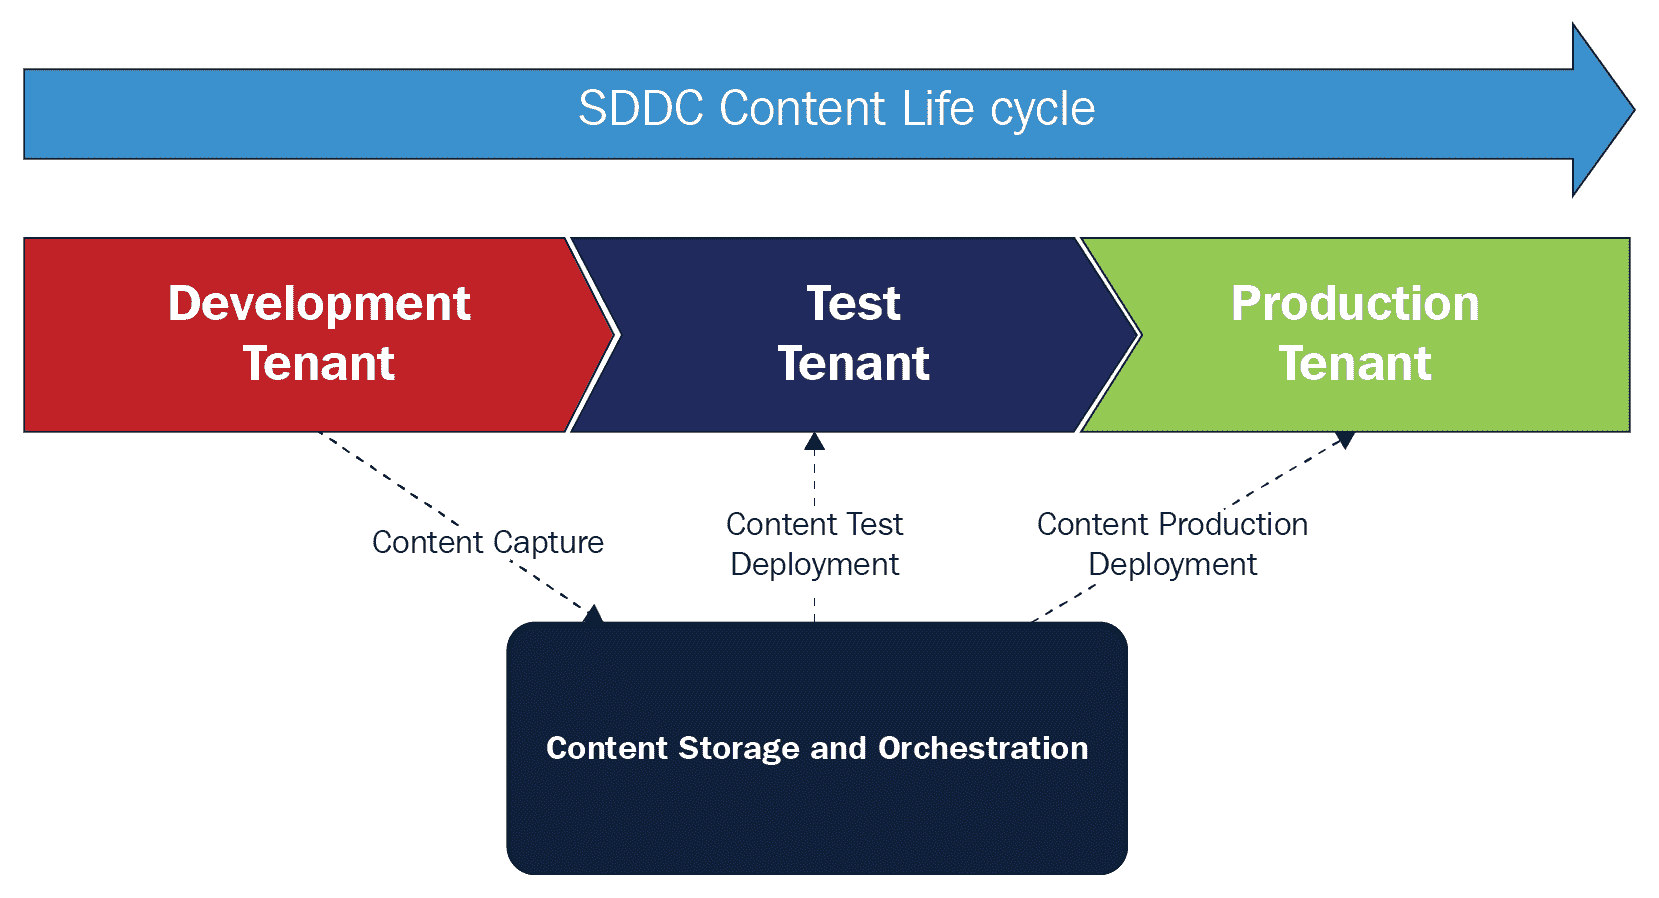 SDDC Content Life cycle
Development
Tenant
Test
Tenant
Production
Tenant
Content Capture
Content Test
Deployment
Content Production
Deployment
Content Storage and Orchestration